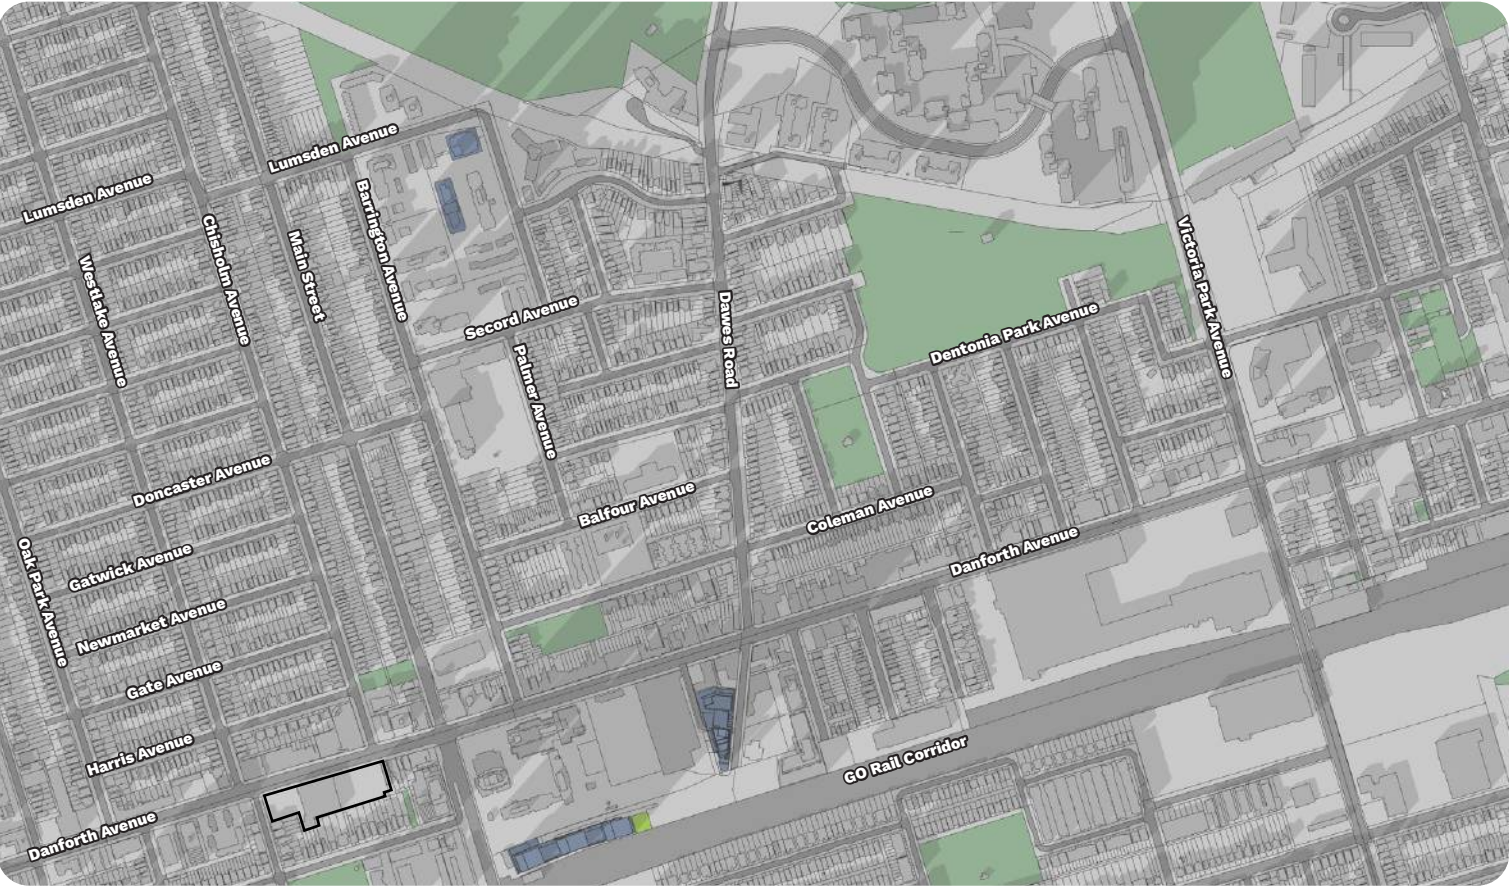 Lumsden Avenue
Lumsden Avenue
Barrington Avenue
Chisholm Avenue
Main Street
Westlake Avenue
Victoria Park Avenue
Secord Avenue
Dawes Road
Dentonia Park Avenue
Palmer Avenue
Doncaster Avenue
Balfour Avenue
Coleman Avenue
Danforth Avenue
Oak Park Avenue
Gatwick Avenue
Newmarket Avenue
Gate Avenue
Harris Avenue
GO Rail Corridor
Danforth Avenue